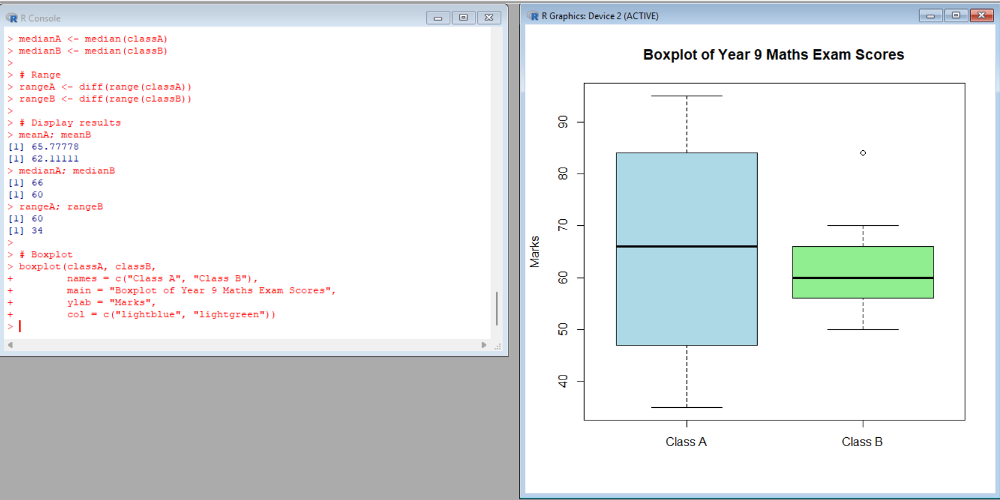 R Console
> medianA <- median(classA)
> medianB <- median(classB)
>
> # Range
> rangeA <- diff(range(classA))
> rangeB <- diff(range(classB))
>
> # Display results
> meanA; meanB
[1] 65.77778
[1] 62.11111
> medianA; medianB
[1] 66
[1] 60
> rangeA; rangeB
[1] 60
[1] 34
>
> # Boxplot
> boxplot(classA, classB,
+         names = c("Class A", "Class B"),
+         main = "Boxplot of Year 9 Maths Exam Scores",
+         ylab = "Marks",
+         col = c("lightblue", "lightgreen"))
>
R Graphics: Device 2 (ACTIVE)
Boxplot of Year 9 Maths Exam Scores
Marks
90
80
70
60
50
40
Class A
Class B